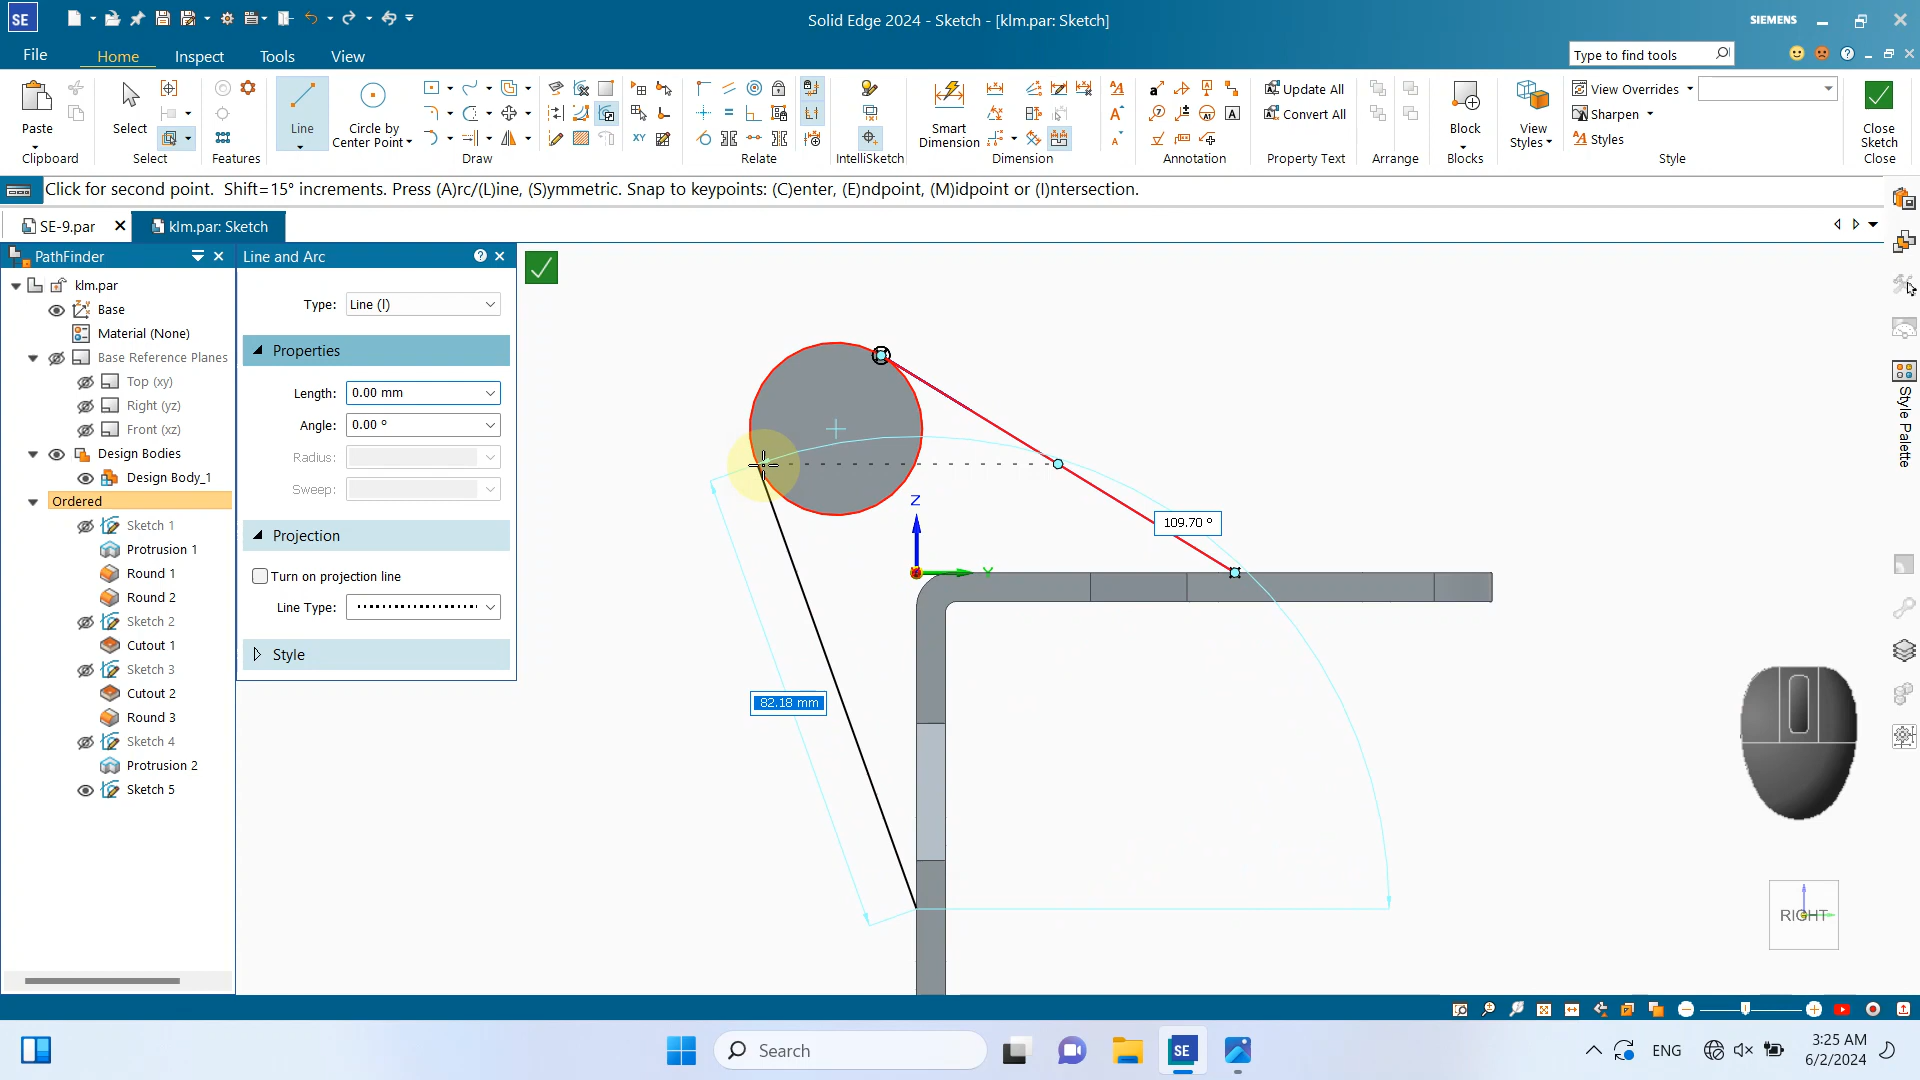 SE
Solid Edge 2024 - Sketch - [klm.par: Sketch]
SIEMENS
File
Home
Inspect
Tools
View
Type to find tools
Paste
Clipboard
Select
Select
Features
Line
Circle by
Center Point
Draw
Relate
IntelliSketch
Smart
Dimension
Dimension
Annotation
Update All
Convert All
Property Text
Arrange
Block
Blocks
View
Styles
View Overrides
Sharpen
Styles
Style
Close
Sketch
Close
Click for second point.  Shift=15° increments. Press (A)rc/(L)ine, (S)ymmetric. Snap to keypoints: (C)enter, (E)ndpoint, (M)idpoint or (I)ntersection.
SE-9.par
klm.par: Sketch
PathFinder
klm.par
Base
Material (None)
Base Reference Planes
Top (xy)
Right (yz)
Front (xz)
Design Bodies
Design Body_1
Ordered
Sketch 1
Protrusion 1
Round 1
Round 2
Sketch 2
Cutout 1
Sketch 3
Cutout 2
Round 3
Sketch 4
Protrusion 2
Sketch 5
Line and Arc
Type: Line (l)
Properties
Length: 0.00 mm
Angle: 0.00 °
Radius:
Sweep:
Projection
Turn on projection line
Line Type:
Style
Z
Y
109.70 °
82.18 mm
RIGHT
Style Palette
Search
SE
ENG
3:25 AM
6/2/2024